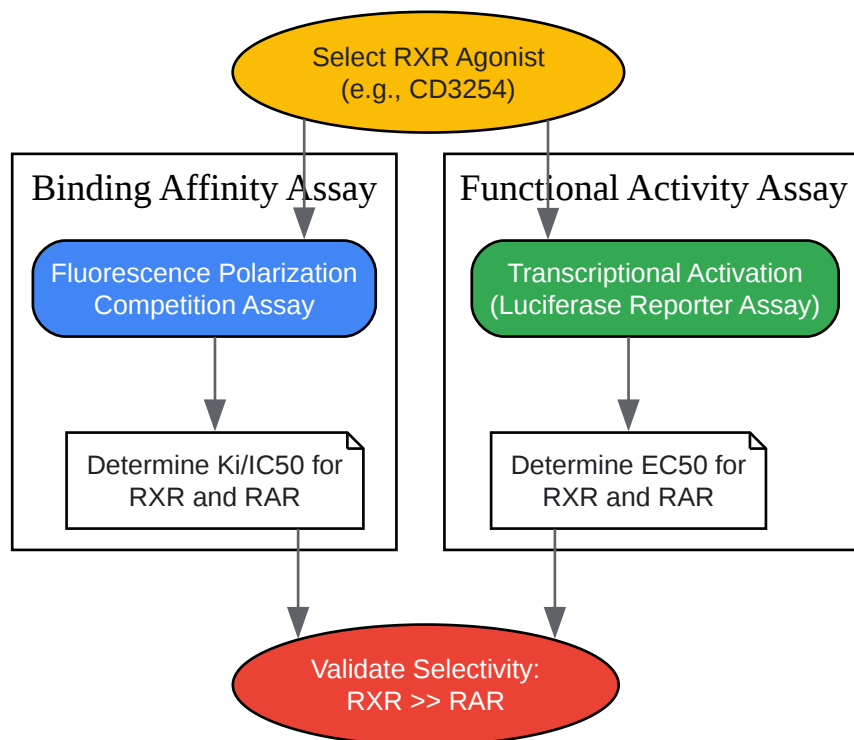 Select RXR Agonist
(e.g., CD3254)
Binding Affinity Assay
Fluorescence Polarization
Competition Assay
Determine Ki/IC50 for
RXR and RAR
Functional Activity Assay
Transcriptional Activation
(Luciferase Reporter Assay)
Determine EC50 for
RXR and RAR
Validate Selectivity:
RXR >> RAR